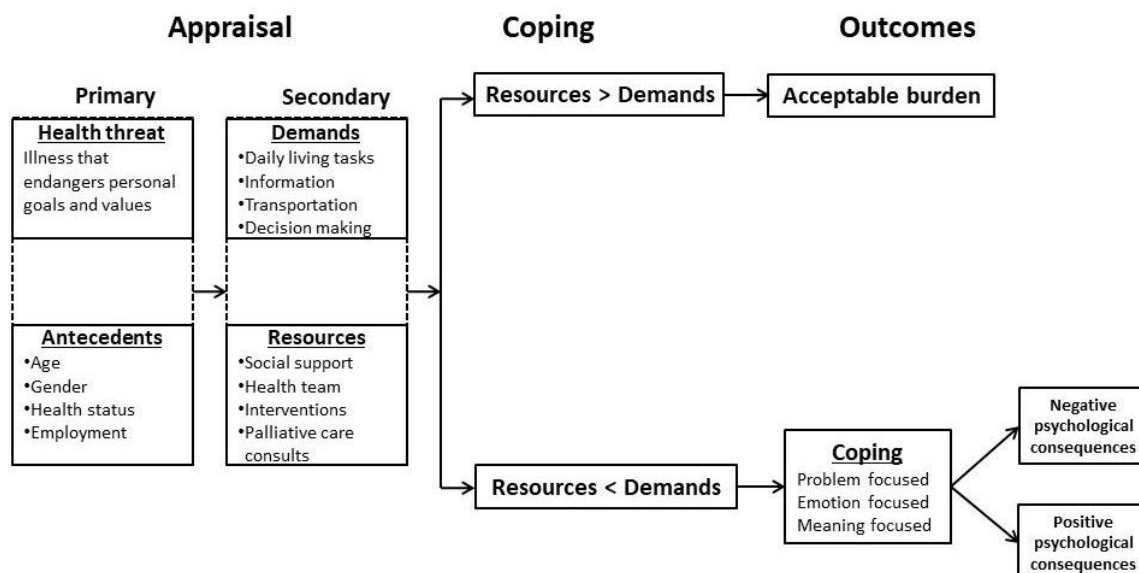 Appraisal
Coping
Outcomes
Primary
Secondary
Health threat
Illness that
endangers personal
goals and values
Antecedents
•Age
•Gender
•Health status
•Employment
Demands
•Daily living tasks
•Information
•Transportation
•Decision making
Resources
•Social support
•Health team
•Interventions
•Palliative care
consults
Resources > Demands
Acceptable burden
Resources < Demands
Coping
Problem focused
Emotion focused
Meaning focused
Negative
psychological
consequences
Positive
psychological
consequences